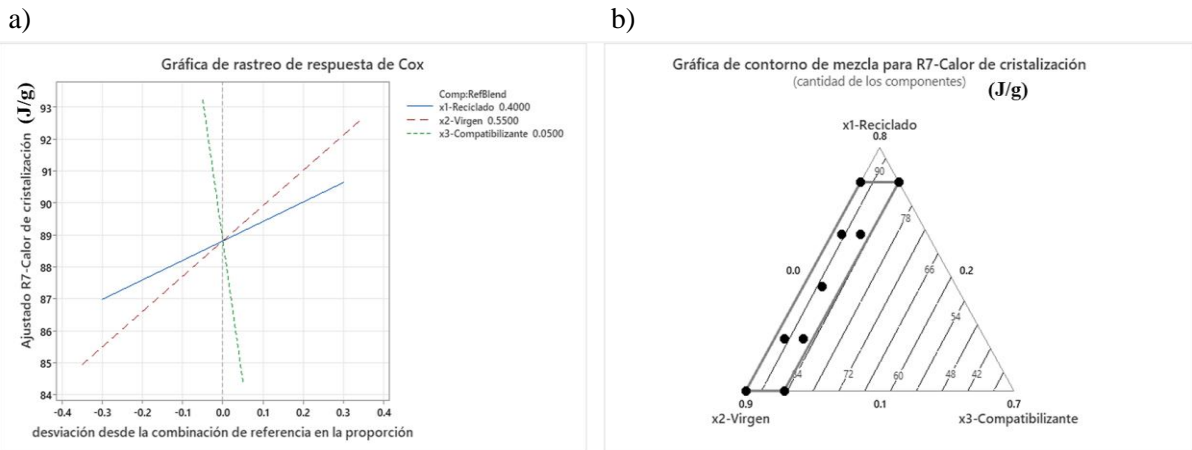 a)
b)
Gráfica de rastreo de respuesta de Cox
Ajustado R7-Calor de cristalización (J/g)
93
92
91
90
89
88
87
86
85
84
-0.4 -0.3 -0.2 -0.1 0.0 0.1 0.2 0.3 0.4
desviación desde la combinación de referencia en la proporción
Comp:RefBlend
x1-Reciclado 0.4000
x2-Virgen 0.5500
x3-Compatibilizante 0.0500
Gráfica de contorno de mezcla para R7-Calor de cristalización
(cantidad de los componentes)
(J/g)
x1-Reciclado
0.8
90
78
0.0
66
0.2
54
84 72 60 48 42
0.9 0.1 0.7
x2-Virgen x3-Compatibilizante